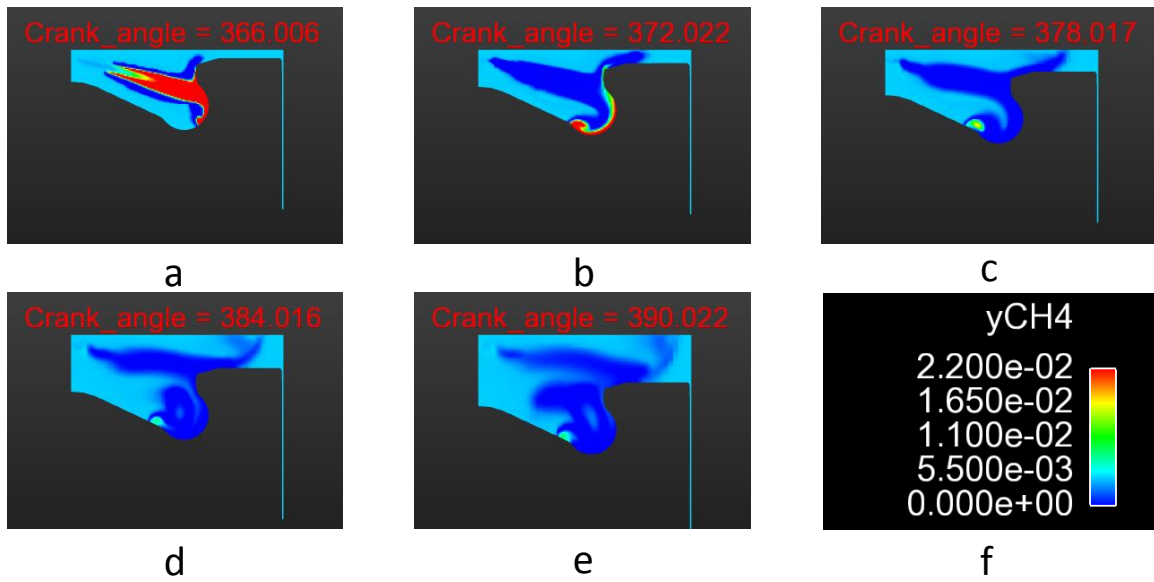 Crank_angle = 366.006
Crank_angle = 372.022
Crank_angle = 378.017
a
b
c
Crank_angle = 384.016
Crank_angle = 390.022
yCH4
2.200e-02
1.650e-02
1.100e-02
5.500e-03
0.000e+00
d
e
f